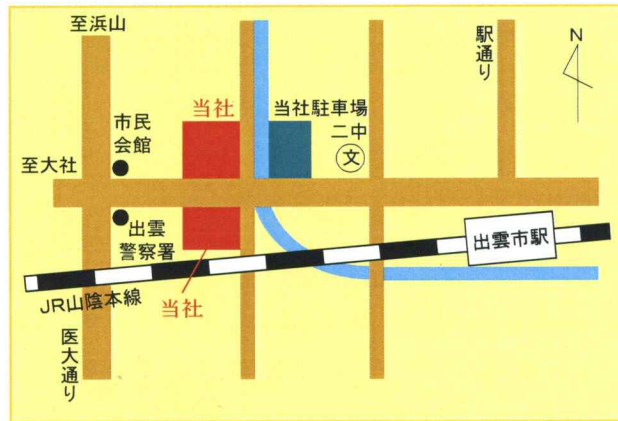 至浜山
駅通り
N
当社
当社駐車場
市民
会館
二中
文
至大社
出雲
警察署
出雲市駅
JR山陰本線
当社
医大通り